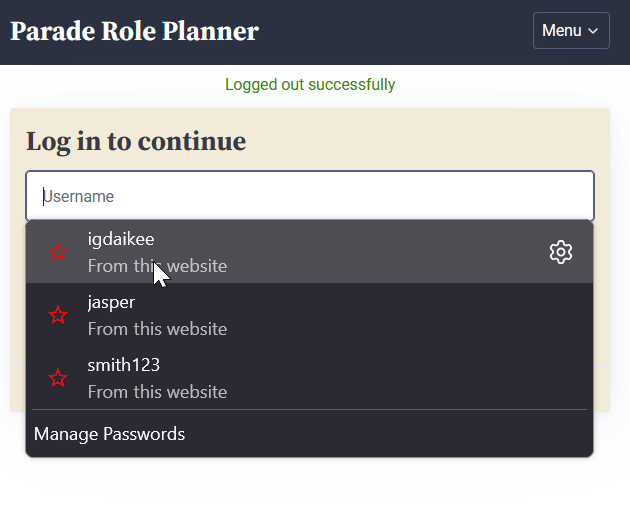 Parade Role Planner
Menu
Logged out successfully
Log in to continue
Username
igdaikee
From this website
jasper
From this website
smith123
From this website
Manage Passwords